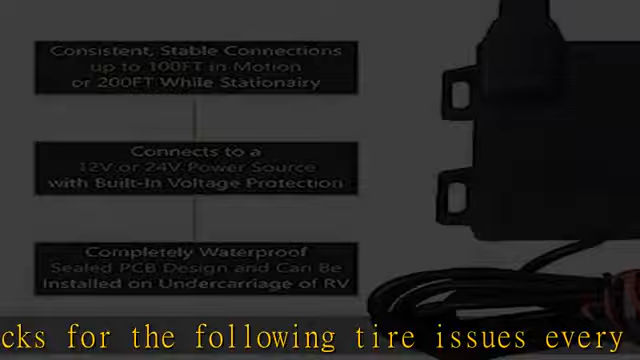 Consistent, Stable Connections
up to 100FT in Motion
or 200FT While Stationairy
Connects to a
12V or 24V Power Source
with Built-In Voltage Protection
Completely Waterproof
Sealed PCB Design and Can Be
Installed on Undercarriage of RV
cks for the following tire issues every